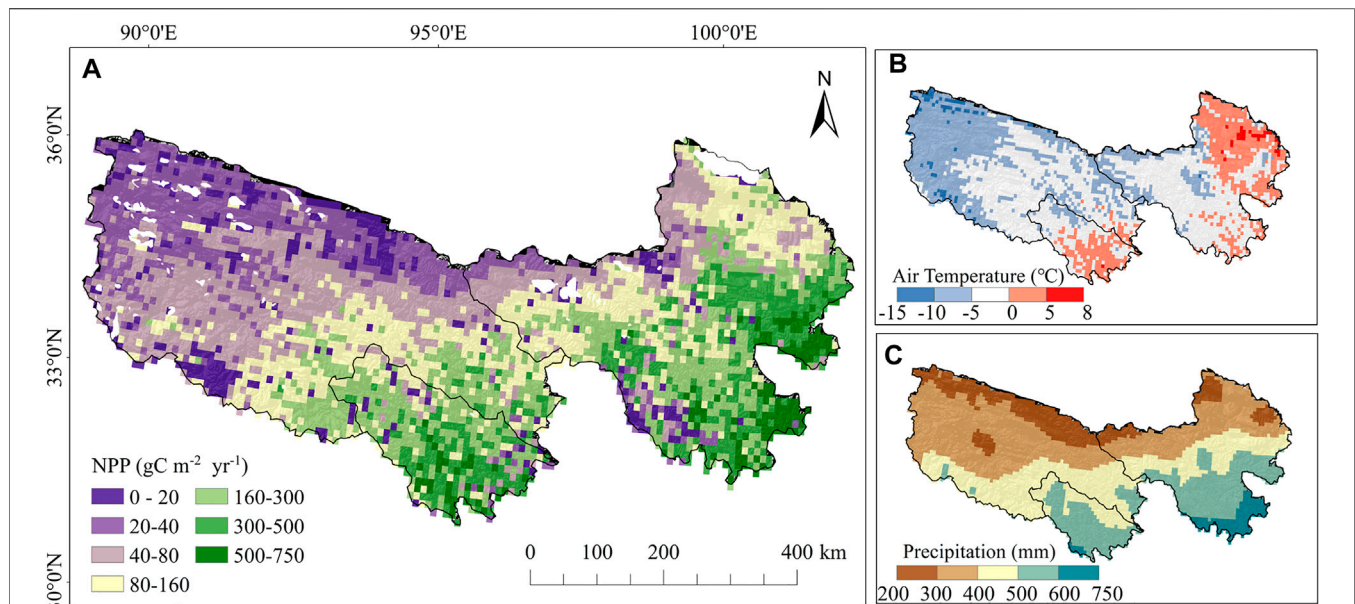 90°0'E 95°0'E 100°0'E
A
N
36°0'N
33°0'N
0°0'N
NPP (gC m⁻² yr⁻¹)
0 - 20 160-300
20-40 300-500
40-80 500-750
80-160
0 100 200 400 km
B
Air Temperature (℃)
-15 -10 -5 0 5 8
C
Precipitation (mm)
200 300 400 500 600 750